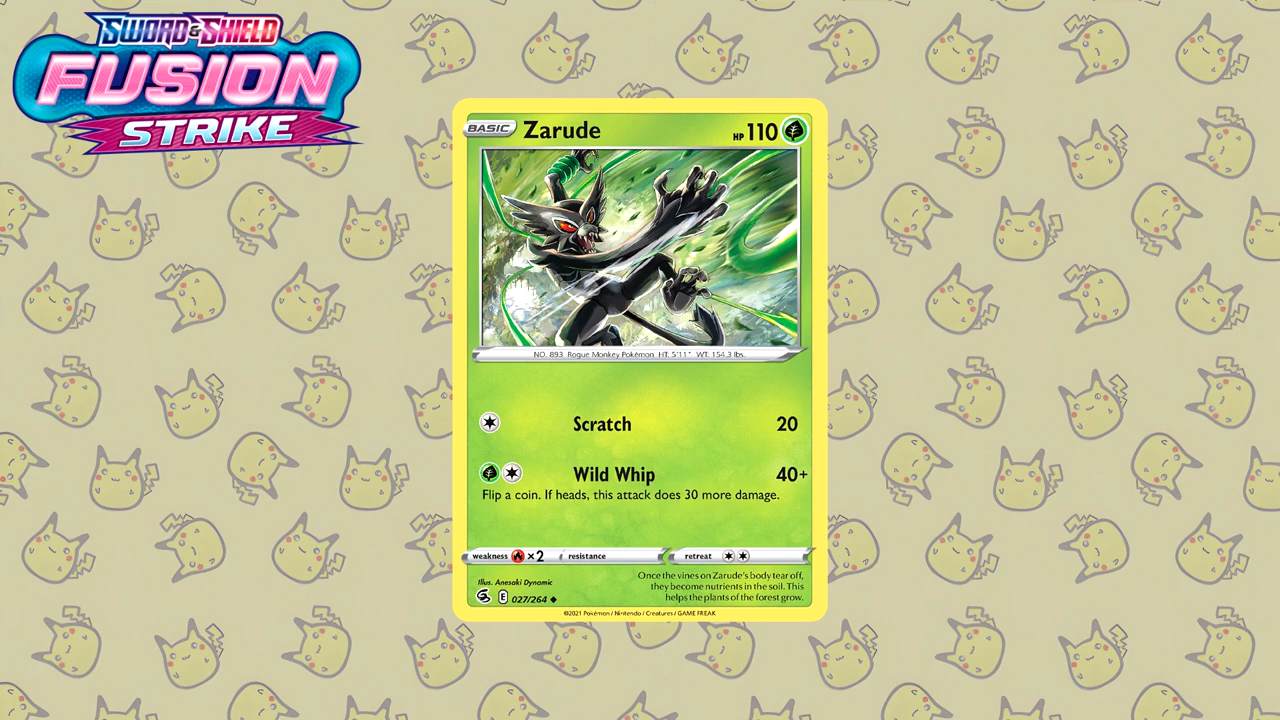 SWORD & SHIELD
FUSION
STRIKE
BASIC Zarude HP 110
NO. 893 Rogue Monkey Pokémon HT: 5'11" WT: 154.3 lbs.
Scratch 20
Wild Whip 40+
Flip a coin. If heads, this attack does 30 more damage.
weakness ×2 resistance retreat
Illus. Anesaki Dynamic
E 027/264 ◆
Once the vines on Zarude's body tear off,
they become nutrients in the soil. This
helps the plants of the forest grow.
©2021 Pokémon / Nintendo / Creatures / GAME FREAK